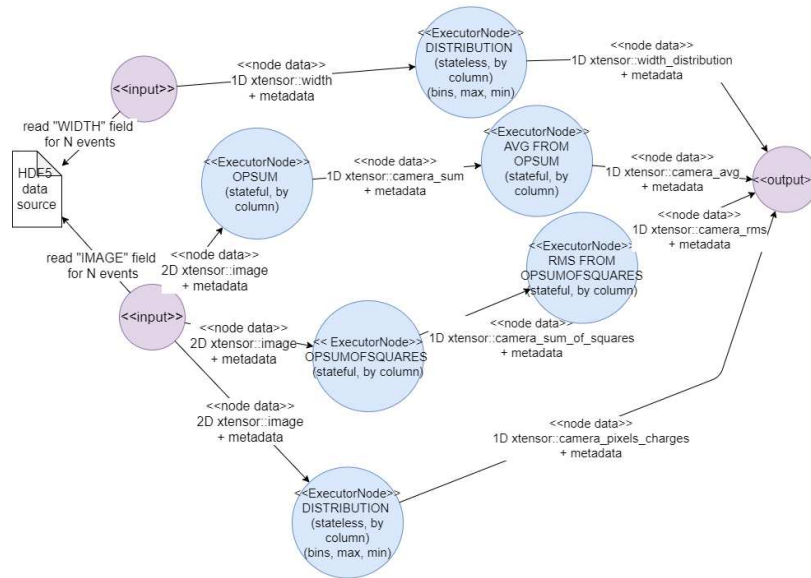 <<ExecutorNode>>
DISTRIBUTION
(stateless, by
column)
(bins, max, min)
<<node data>>
1D xtensor::width
+ metadata
<<node data>>
1D xtensor::width_distribution
+ metadata
<<input>>
read "WIDTH" field
for N events
HDF5
data
source
<<ExecutorNode>>
OPSUM
(stateful, by
column)
<<node data>>
1D xtensor::camera_sum
+ metadata
<<ExecutorNode>>
AVG FROM
OPSUM
(stateful, by
column)
<<node data>>
1D xtensor::camera_avg
+ metadata
<<output>>
<<node data>>
1D xtensor::camera_rms
+ metadata
read "IMAGE" field
for N events
<<node data>>
2D xtensor::image
+ metadata
<<ExecutorNode>>
RMS FROM
OPSUMOFSQUARES
(stateful, by column)
<<input>>
<<node data>>
2D xtensor::image
+ metadata
<< ExecutorNode>>
OPSUMOFSQUARES
(stateful, by column)
<<node data>>
1D xtensor::camera_sum_of_squares
+ metadata
<<node data>>
2D xtensor::image
+ metadata
<<node data>>
1D xtensor::camera_pixels_charges
+ metadata
<<ExecutorNode>>
DISTRIBUTION
(stateless, by
column)
(bins, max, min)